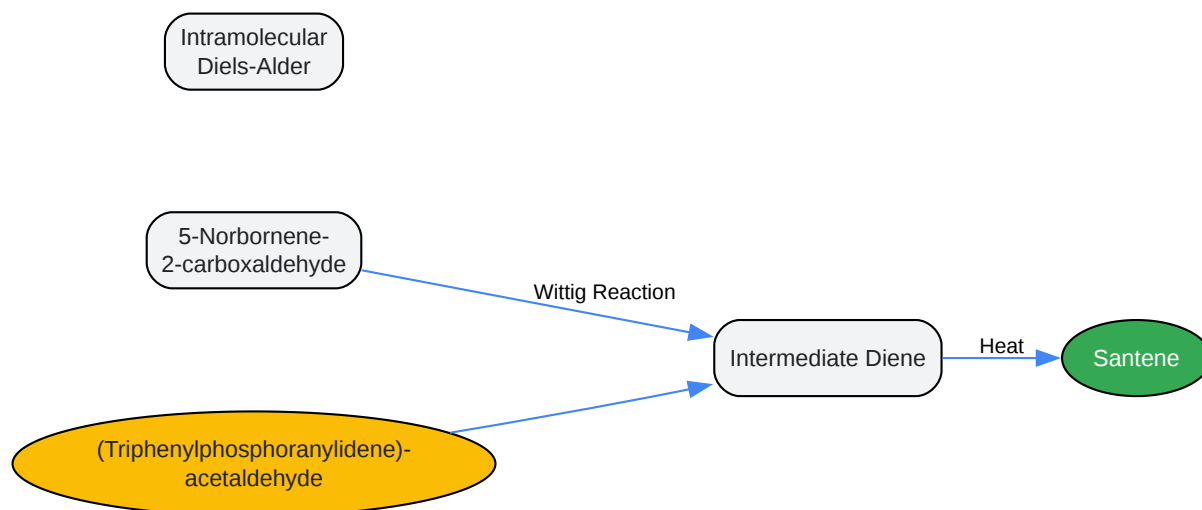 Intramolecular
Diels-Alder
5-Norbornene-
2-carboxaldehyde
Wittig Reaction
Intermediate Diene
Heat
Santene
(Triphenylphosphoranylidene)-
acetaldehyde